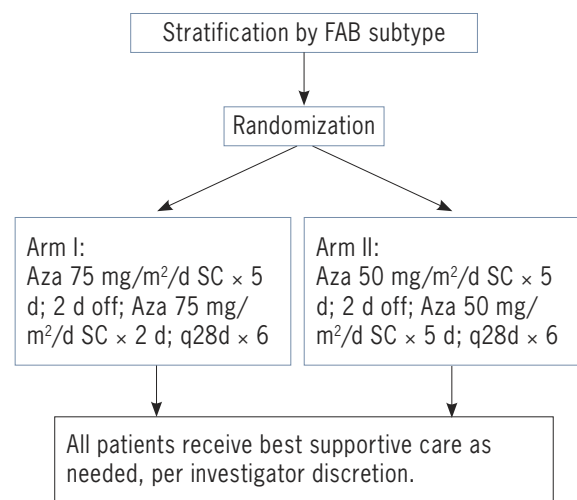 Stratification by FAB subtype
Randomization
Arm I:
Aza 75 mg/m²/d SC × 5
d; 2 d off; Aza 75 mg/
m²/d SC × 2 d; q28d × 6
Arm II:
Aza 50 mg/m²/d SC × 5
d; 2 d off; Aza 50 mg/
m²/d SC × 5 d; q28d × 6
All patients receive best supportive care as
needed, per investigator discretion.